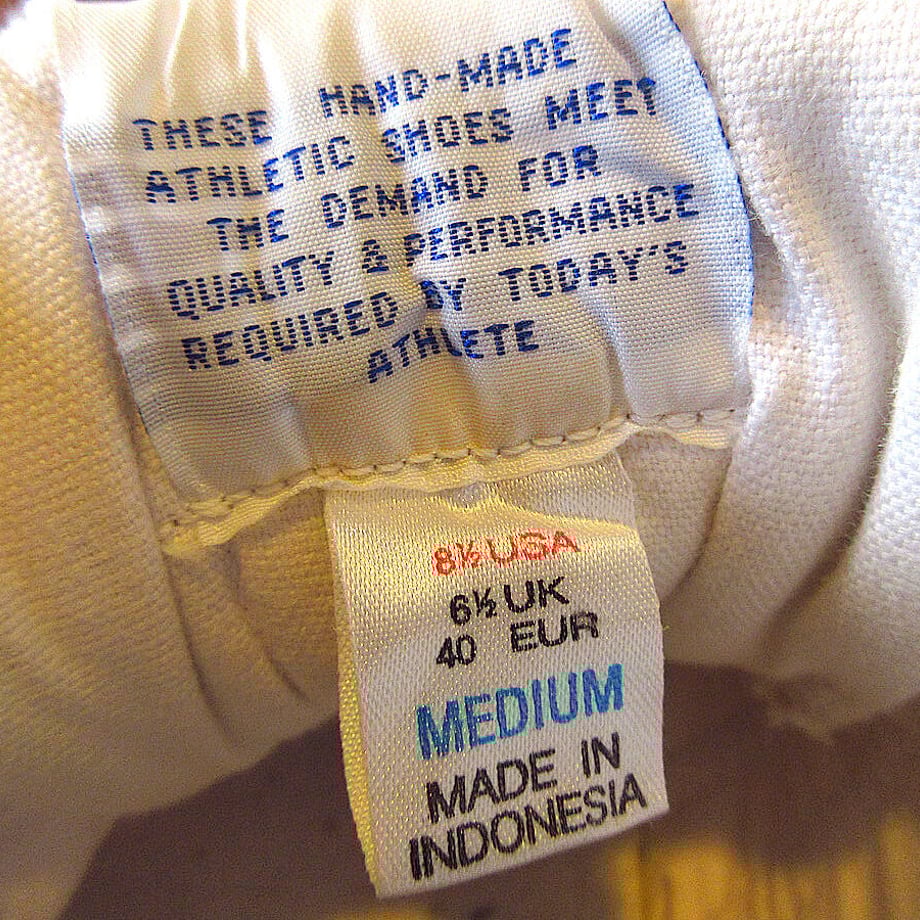 THESE HAND-MADE
ATHLETIC SHOES MEET
THE DEMAND FOR
QUALITY & PERFORMANCE
REQUIRED BY TODAY'S
ATHLETE
8½ USA
6½ UK
40 EUR
MEDIUM
MADE IN
INDONESIA